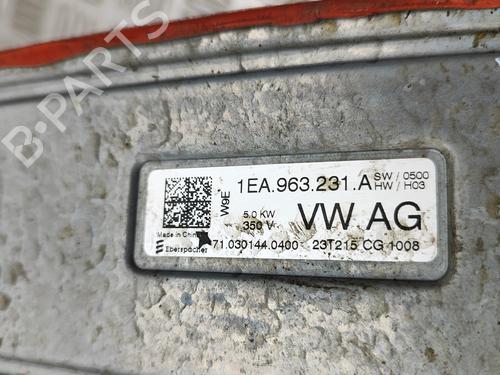 1EA.963.231.A SW / 0500
HW / H03
W9E
5.0 KW
350 V
VW AG
Made in China
Eberspächer
71.030144.0400 23T215 CG 1008
B